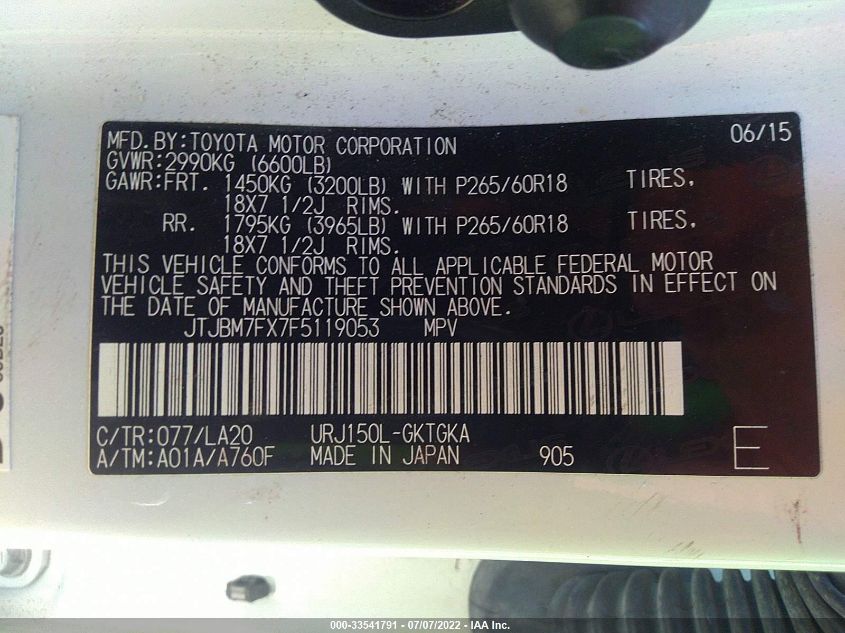 06/15
MFD.BY:TOYOTA MOTOR CORPORATION
GVWR:2990KG (6600LB)
GAWR:FRT. 1450KG (3200LB) WITH P265/60R18 TIRES,
18X7 1/2J RIMS.
RR. 1795KG (3965LB) WITH P265/60R18 TIRES,
18X7 1/2J RIMS.
THIS VEHICLE CONFORMS TO ALL APPLICABLE FEDERAL MOTOR
VEHICLE SAFETY AND THEFT PREVENTION STANDARDS IN EFFECT ON
THE DATE OF MANUFACTURE SHOWN ABOVE.
JTJBM7FX7F5119053 MPV
C/TR:077/LA20 URJ150L-GKTGKA
A/TM:A01A/A760F MADE IN JAPAN 905 E
000-33541791 - 07/07/2022 - IAA Inc.